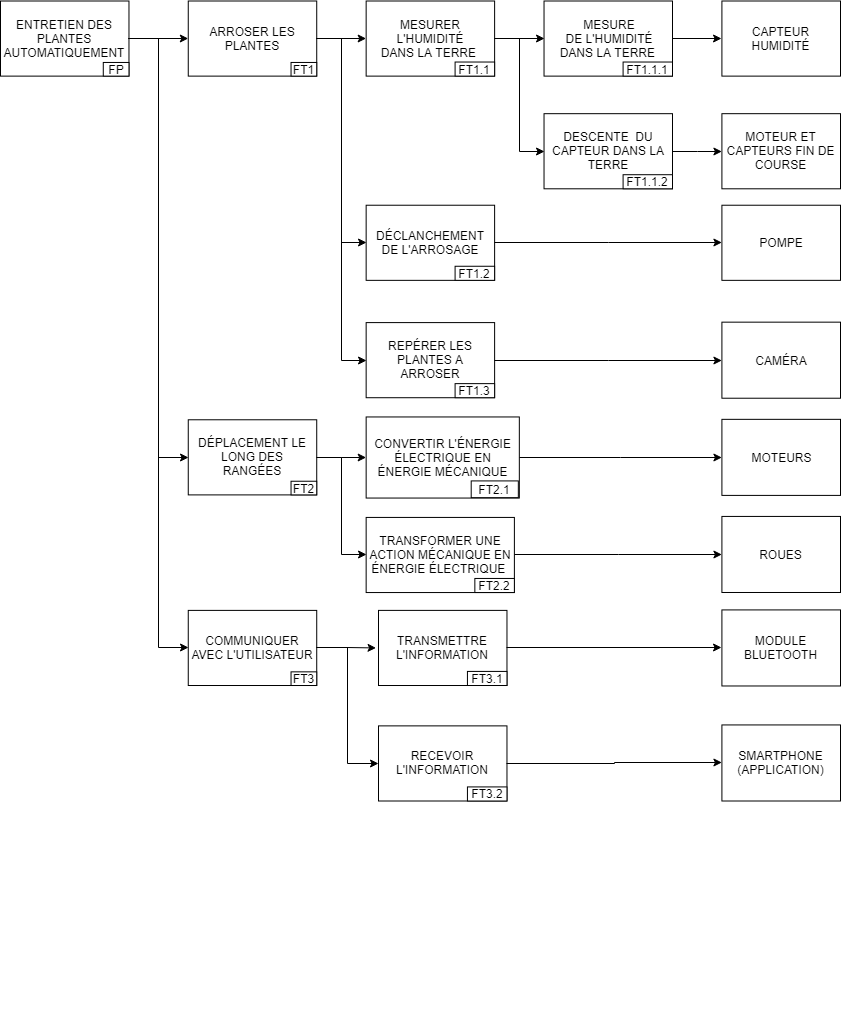 ENTRETIEN DES
PLANTES
AUTOMATIQUEMENT
FP
ARROSER LES
PLANTES
FT1
MESURER
L'HUMIDITÉ
DANS LA TERRE
FT1.1
MESURE
DE L'HUMIDITÉ
DANS LA TERRE
FT1.1.1
CAPTEUR
HUMIDITÉ
DESCENTE DU
CAPTEUR DANS LA
TERRE
FT1.1.2
MOTEUR ET
CAPTEURS FIN DE
COURSE
DÉCLANCHEMENT
DE L'ARROSAGE
FT1.2
POMPE
REPÉRER LES
PLANTES A
ARROSER
FT1.3
CAMÉRA
DÉPLACEMENT LE
LONG DES
RANGÉES
FT2
CONVERTIR L'ÉNERGIE
ÉLECTRIQUE EN
ÉNERGIE MÉCANIQUE
FT2.1
MOTEURS
TRANSFORMER UNE
ACTION MÉCANIQUE EN
ÉNERGIE ÉLECTRIQUE
FT2.2
ROUES
COMMUNIQUER
AVEC L'UTILISATEUR
FT3
TRANSMETTRE
L'INFORMATION
FT3.1
MODULE
BLUETOOTH
RECEVOIR
L'INFORMATION
FT3.2
SMARTPHONE
(APPLICATION)